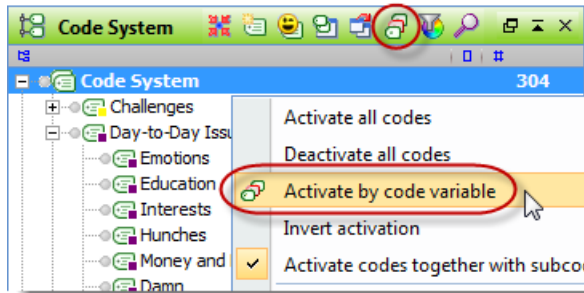 Code System
#
Code System 304
Challenges
Day-to-Day Issu
Emotions
Education
Interests
Hunches
Money and
Damn
Activate all codes
Deactivate all codes
Activate by code variable
Invert activation
Activate codes together with subco